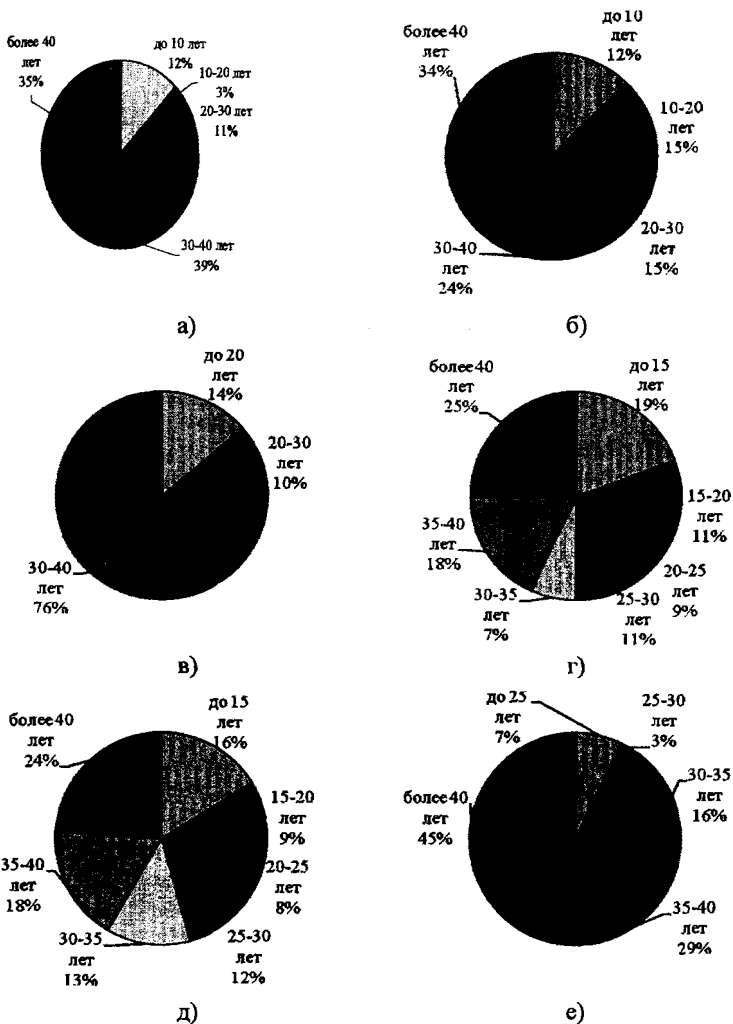 более 40
лет
35%
до 10 лет
12%
10-20 лет
3%
20-30 лет
11%
30-40 лет
39%
а)
более 40
лет
34%
до 10
лет
12%
10-20
лет
15%
20-30
лет
15%
30-40
лет
24%
б)
до 20
лет
14%
20-30
лет
10%
30-40
лет
76%
в)
более 40
лет
25%
до 15
лет
19%
15-20
лет
11%
20-25
лет
9%
25-30
лет
11%
30-35
лет
7%
35-40
лет
18%
г)
более 40
лет
24%
до 15
лет
16%
15-20
лет
9%
20-25
лет
8%
25-30
лет
12%
30-35
лет
13%
35-40
лет
18%
д)
до 25
лет
7%
25-30
лет
3%
30-35
лет
16%
35-40
лет
29%
более 40
лет
45%
е)